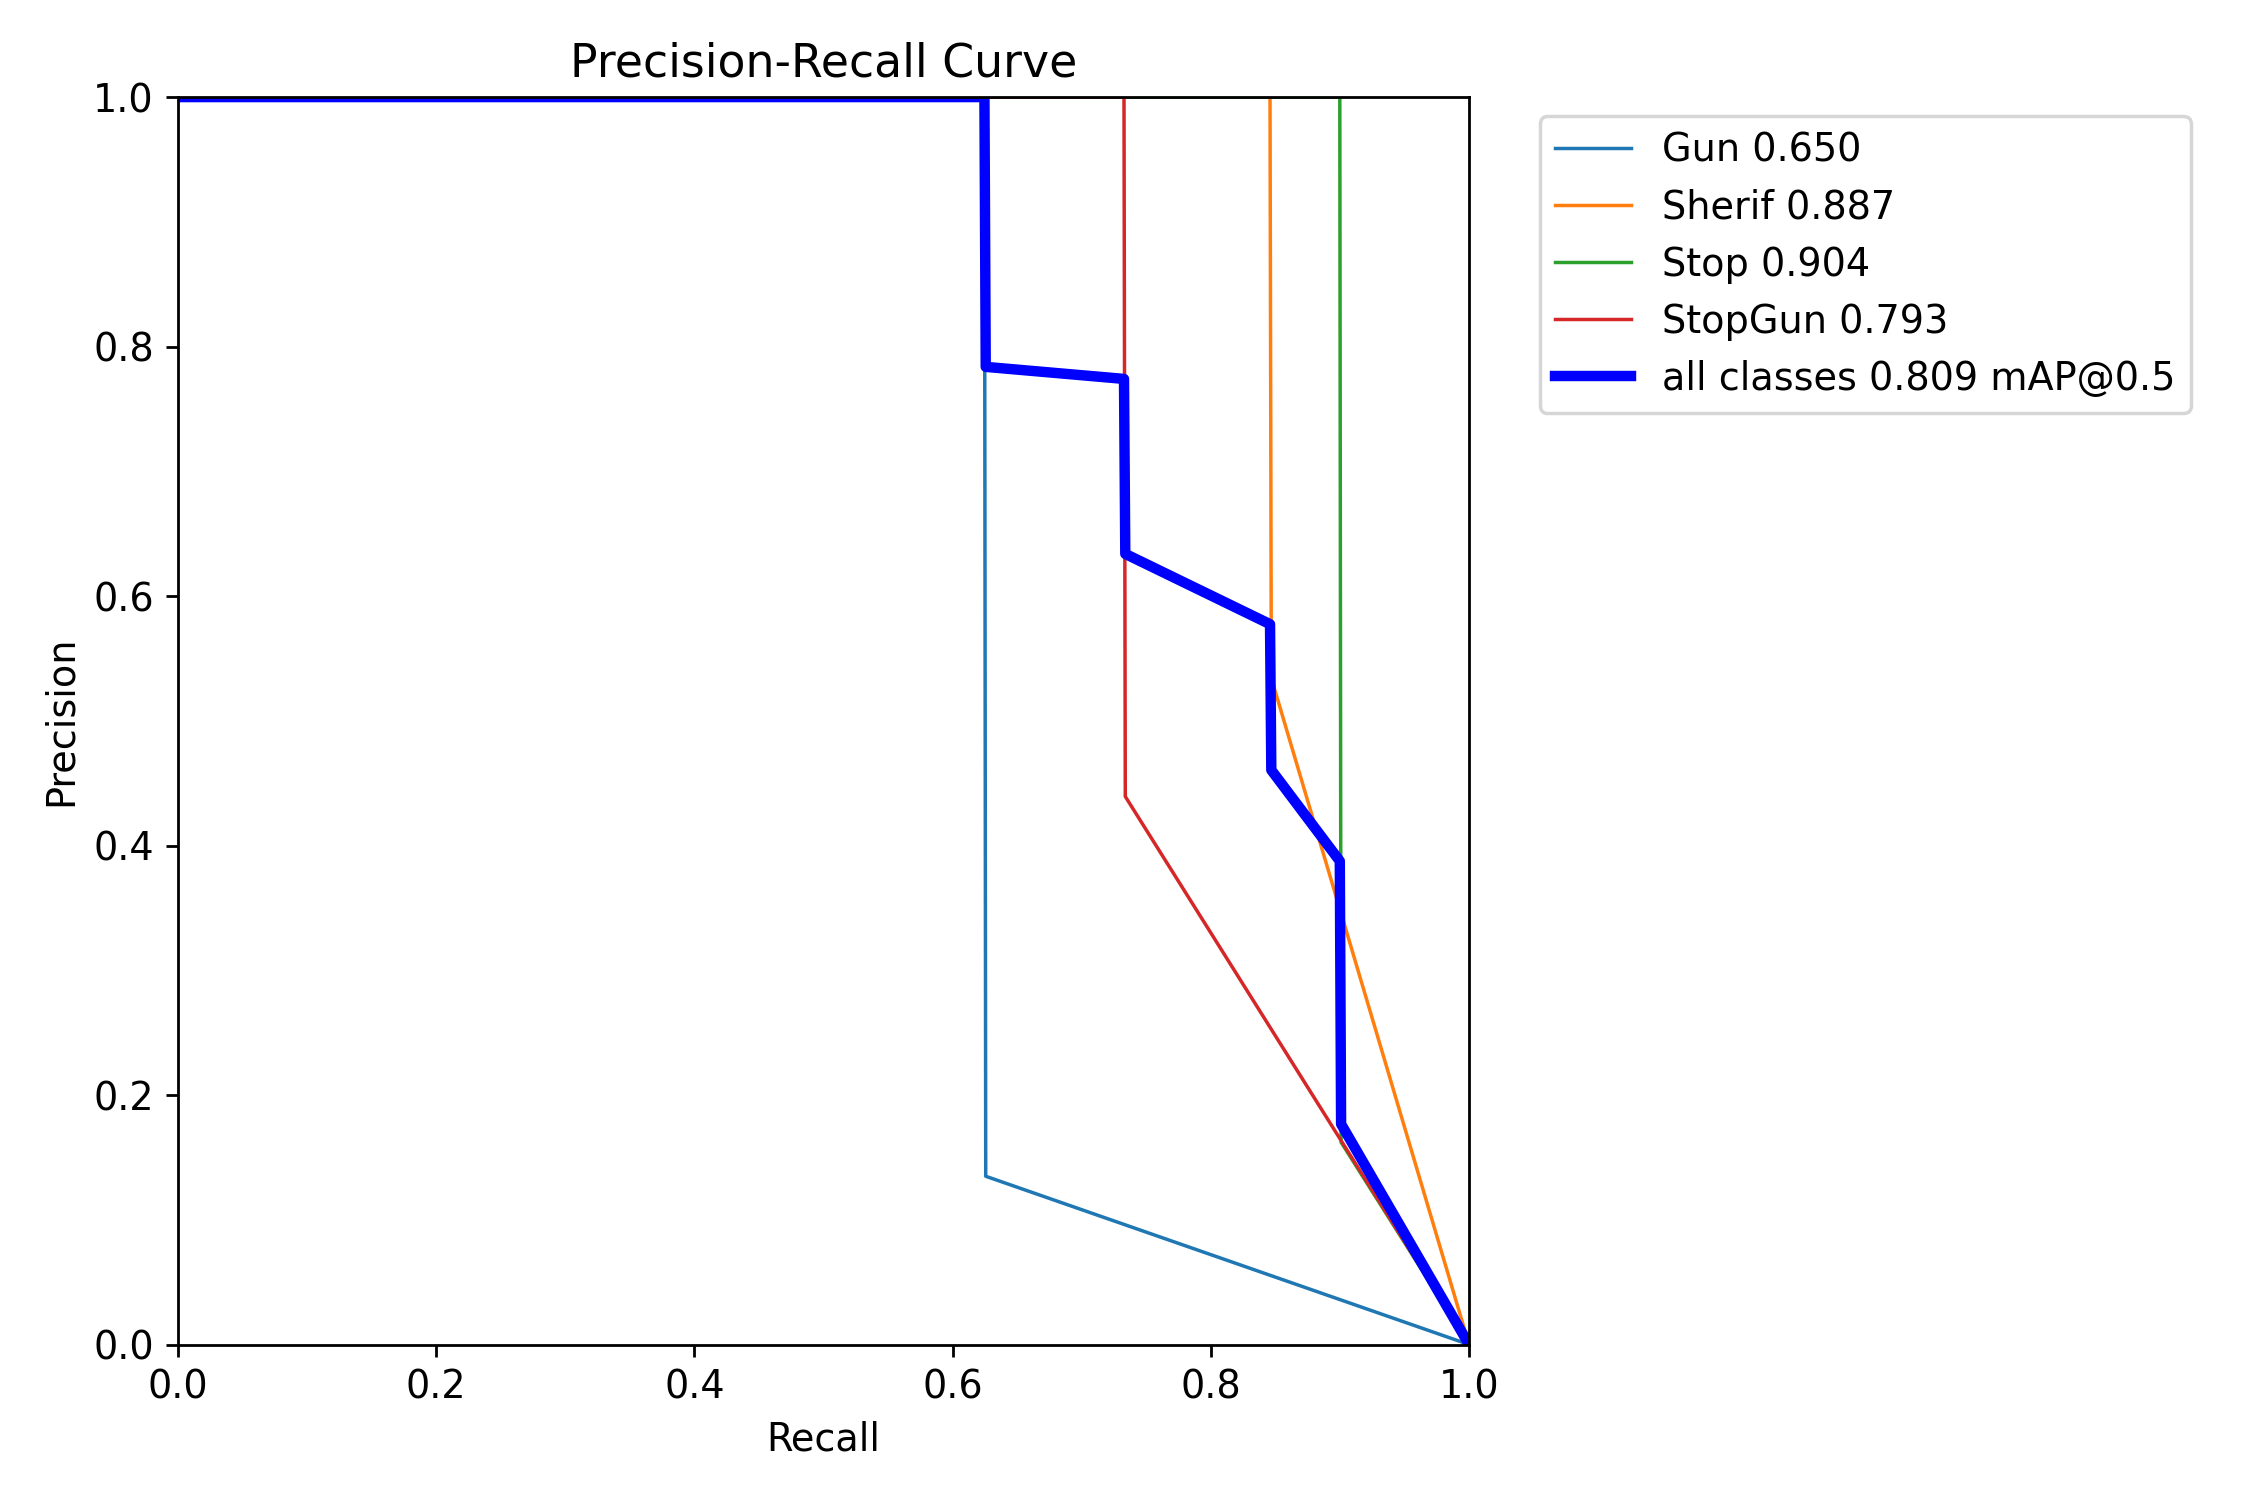 Precision-Recall Curve
1.0
0.8
0.6
0.4
0.2
0.0
Precision
0.0 0.2 0.4 0.6 0.8 1.0
Recall
Gun 0.650
Sherif 0.887
Stop 0.904
StopGun 0.793
all classes 0.809 mAP@0.5